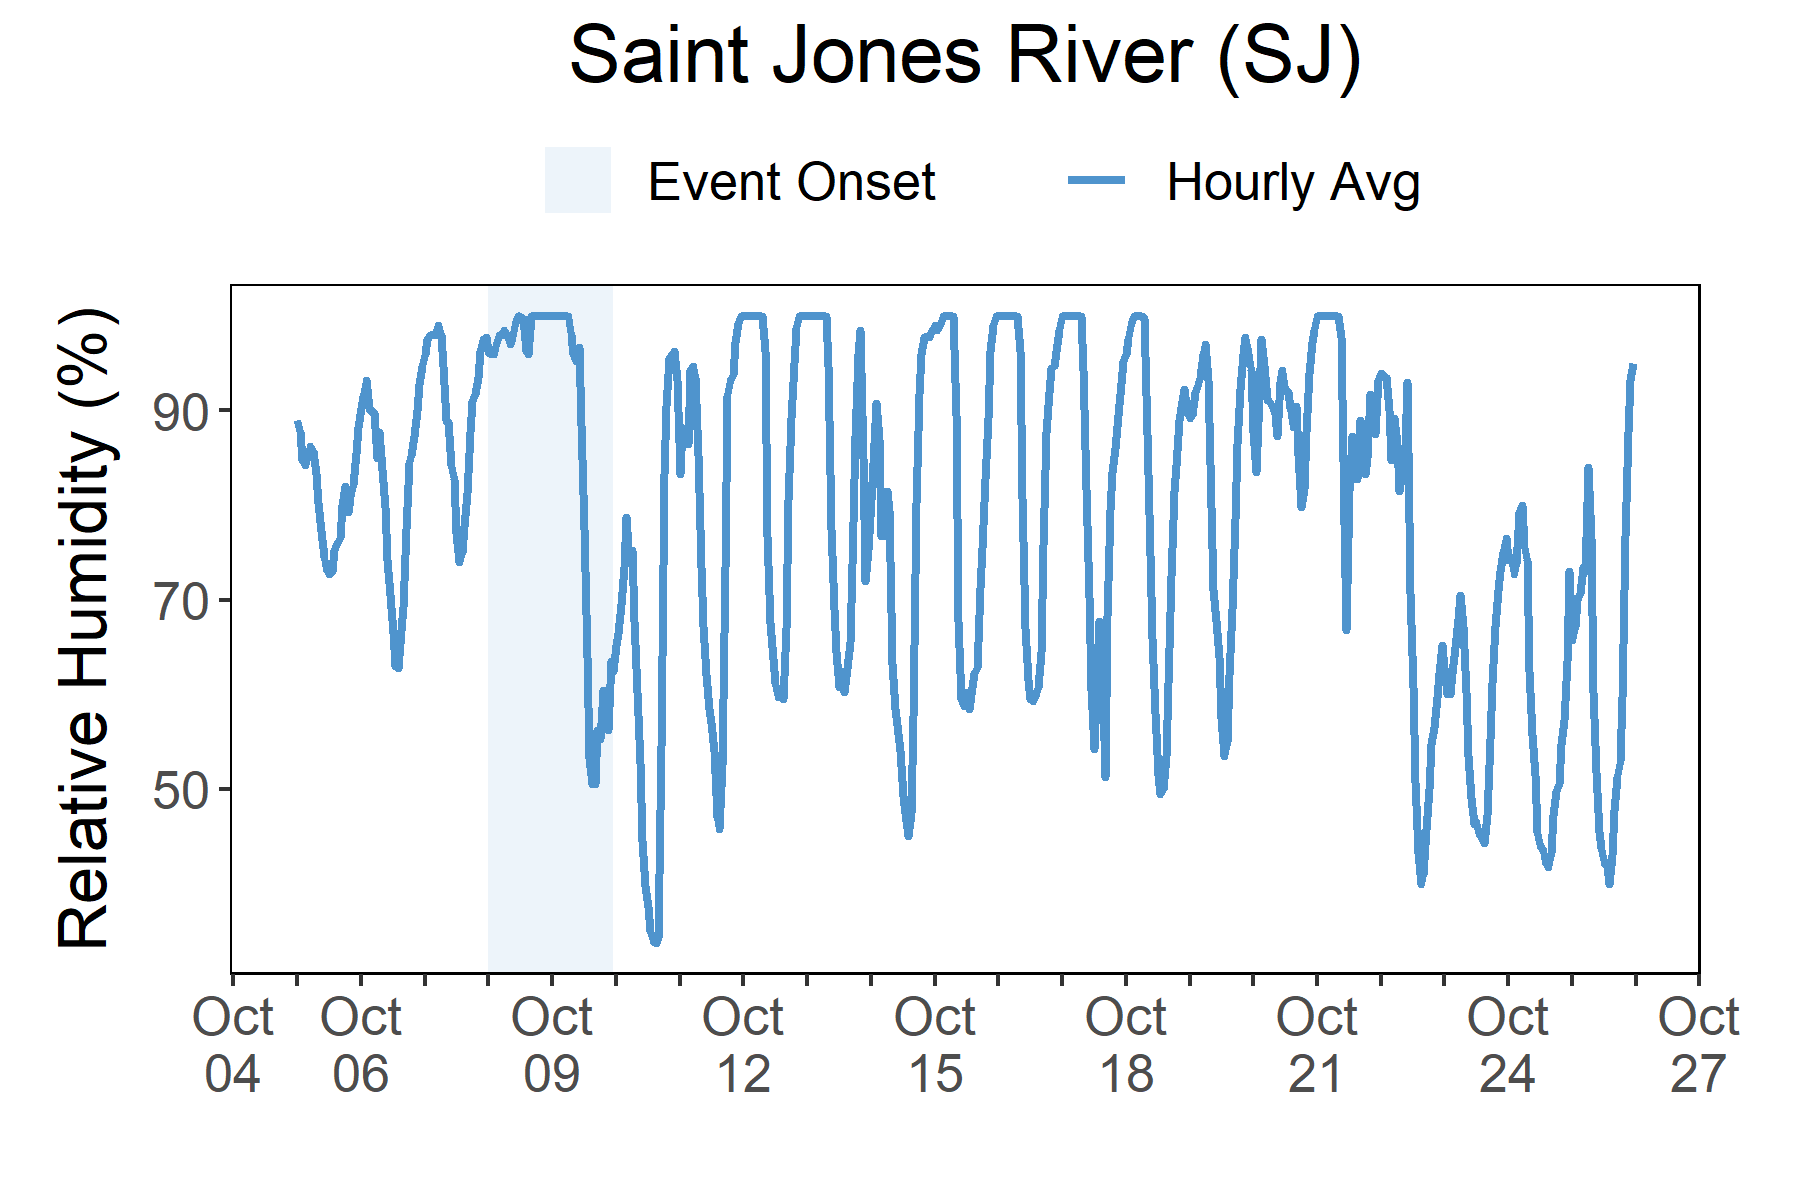 Saint Jones River (SJ)
Event Onset
Hourly Avg
Relative Humidity (%)
90
70
50
Oct 04
Oct 06
Oct 09
Oct 12
Oct 15
Oct 18
Oct 21
Oct 24
Oct 27